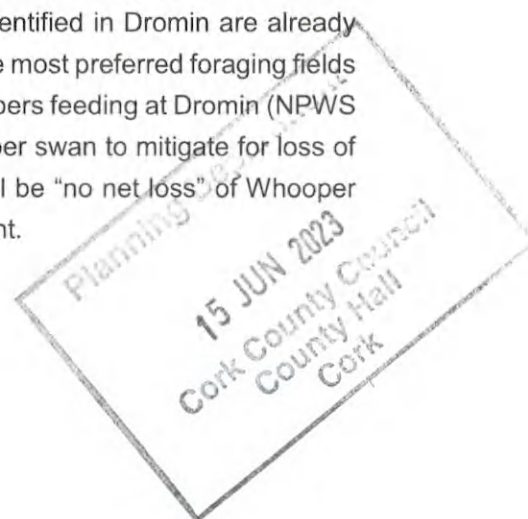 entified in Dromin are already
e most preferred foraging fields
pers feeding at Dromin (NPWS
per swan to mitigate for loss of
l be "no net loss" of Whooper
nt.
Planning Department
15 JUN 2023
Cork County Council
County Hall
Cork